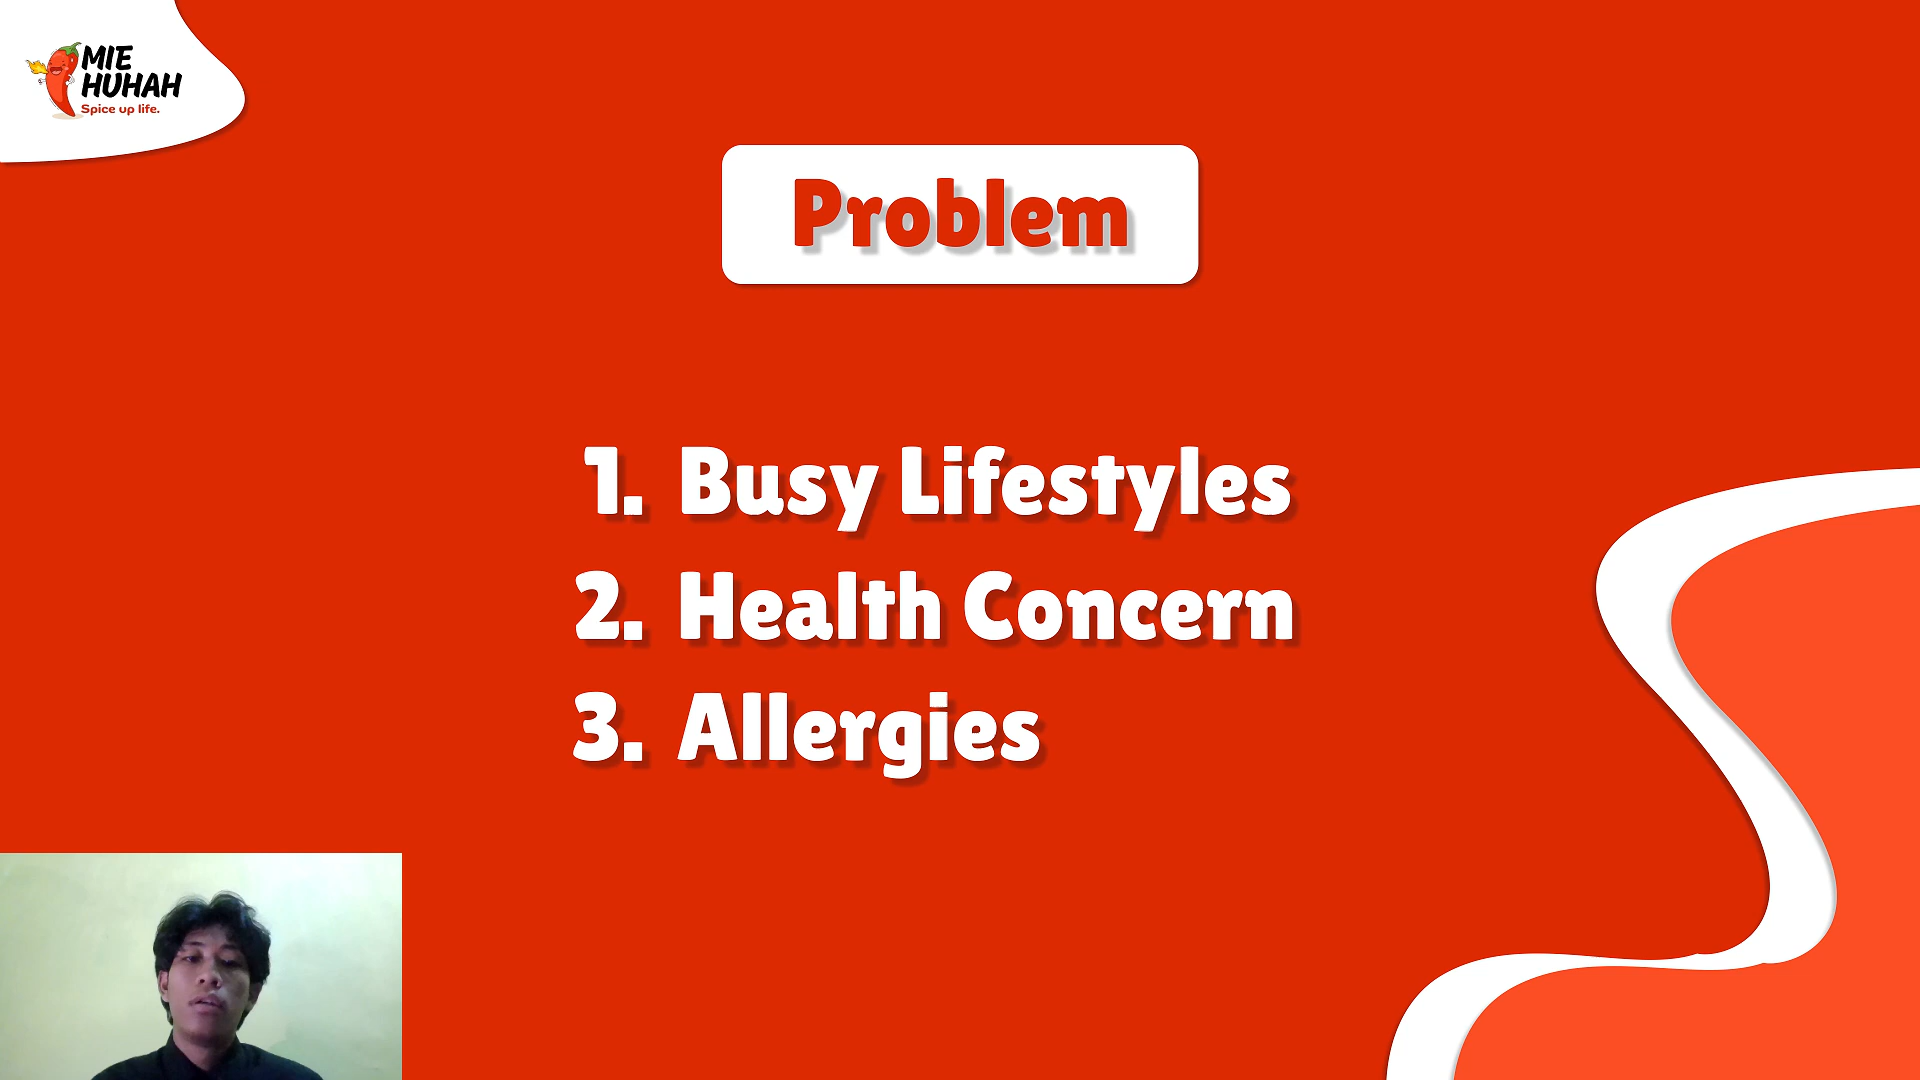 MIE
HUHAH
Spice up life.
Problem
1. Busy Lifestyles
2. Health Concern
3. Allergies